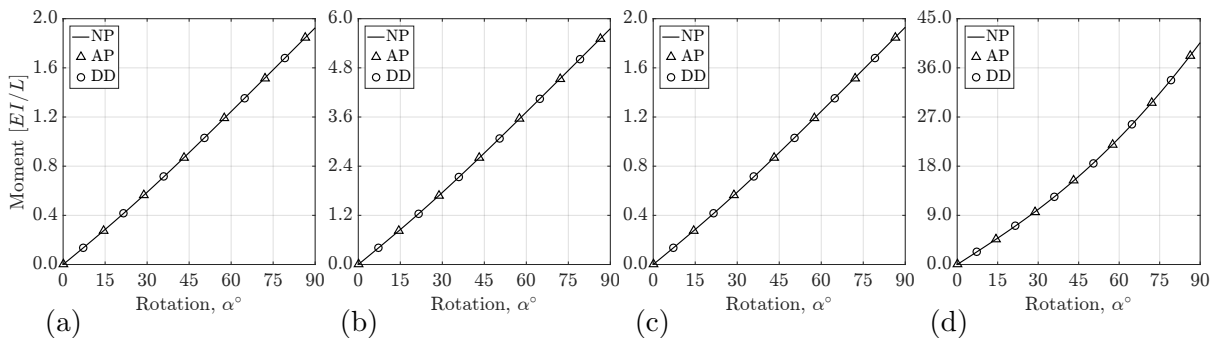 Moment [EI/L]
2.0
1.6
1.2
0.8
0.4
0.0
NP
AP
DD
0 15 30 45 60 75 90
Rotation, α°
(a)
6.0
4.8
3.6
2.4
1.2
0.0
NP
AP
DD
0 15 30 45 60 75 90
Rotation, α°
(b)
2.0
1.6
1.2
0.8
0.4
0.0
NP
AP
DD
0 15 30 45 60 75 90
Rotation, α°
(c)
45.0
36.0
27.0
18.0
9.0
0.0
NP
AP
DD
0 15 30 45 60 75 90
Rotation, α°
(d)